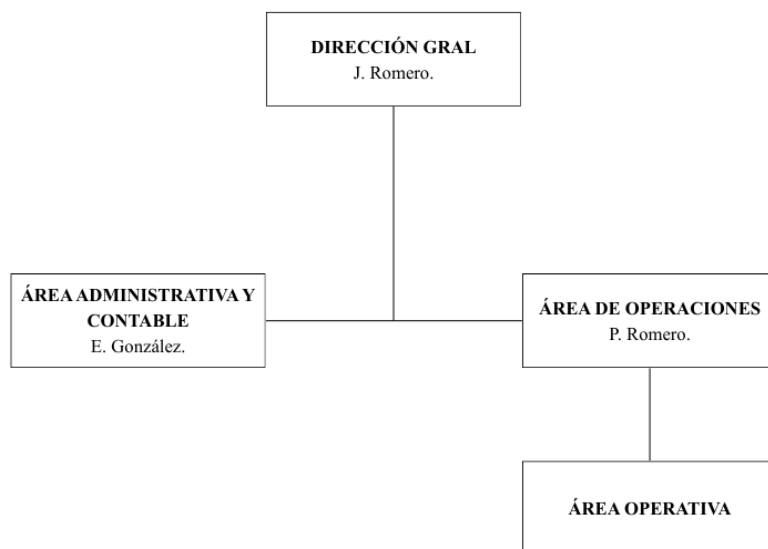 DIRECCIÓN GRAL
J. Romero.
ÁREA ADMINISTRATIVA Y
CONTABLE
E. González.
ÁREA DE OPERACIONES
P. Romero.
ÁREA OPERATIVA